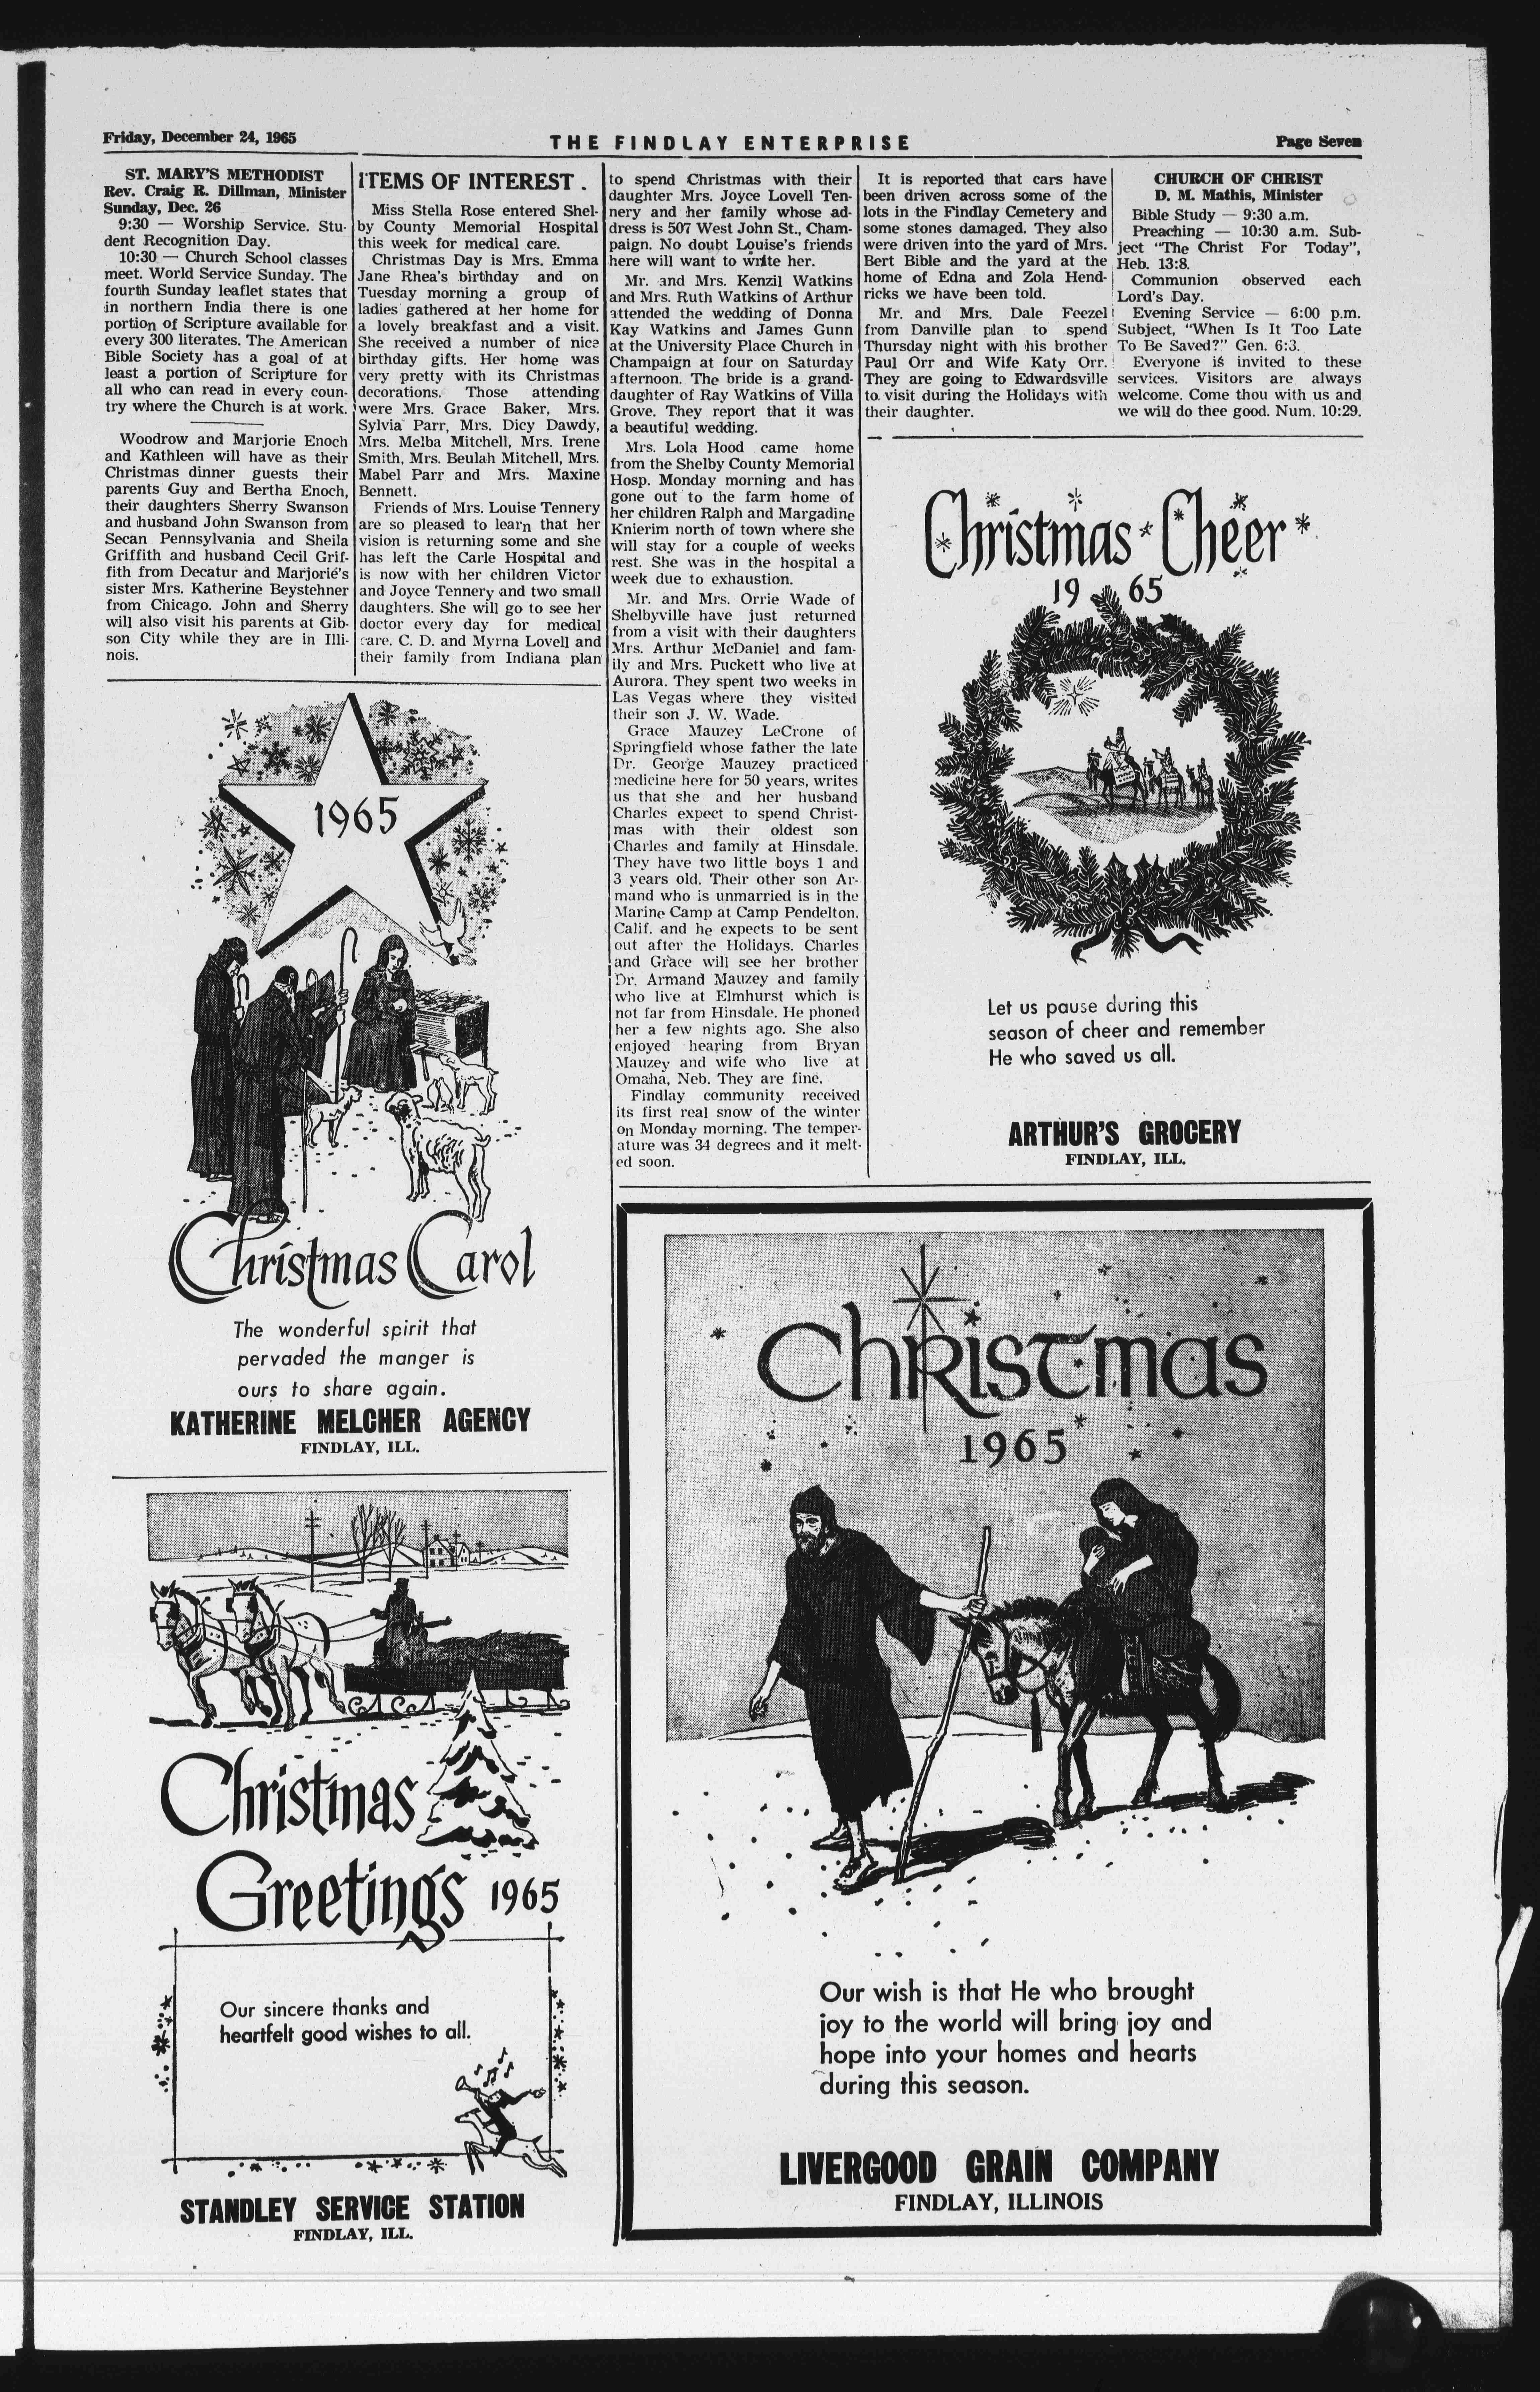 Friday, December 24, 1965
THE FINDLAY ENTERPRISE
Page Seven
ST. MARY'S METHODIST
Rev. Craig R. Dillman, Minister
Sunday, Dec. 26
9:30 — Worship Service. Stu-
dent Recognition Day.
10:30 — Church School classes
meet. World Service Sunday. The
fourth Sunday leaflet states that
in northern India there is one
portion of Scripture available for
every 300 literates. The American
Bible Society has a goal of at
least a portion of Scripture for
all who can read in every coun-
try where the Church is at work.
Woodrow and Marjorie Enoch
and Kathleen will have as their
Christmas dinner guests their
parents Guy and Bertha Enoch,
their daughters Sherry Swanson
and husband John Swanson from
Secan Pennsylvania and Sheila
Griffith and husband Cecil Grif-
fith from Decatur and Marjorie's
sister Mrs. Katherine Beystehner
from Chicago. John and Sherry
will also visit his parents at Gib-
son City while they are in Illi-
nois.
ITEMS OF INTEREST .
Miss Stella Rose entered Shel-
by County Memorial Hospital
this week for medical care.
Christmas Day is Mrs. Emma
Jane Rhea's birthday and on
Tuesday morning a group of
ladies gathered at her home for
a lovely breakfast and a visit.
She received a number of nice
birthday gifts. Her home was
very pretty with its Christmas
decorations. Those attending
were Mrs. Grace Baker, Mrs.
Sylvia Parr, Mrs. Dicy Dawdy,
Mrs. Melba Mitchell, Mrs. Irene
Smith, Mrs. Beulah Mitchell, Mrs.
Mabel Parr and Mrs. Maxine
Bennett.
Friends of Mrs. Louise Tennery
are so pleased to learn that her
vision is returning some and she
has left the Carle Hospital and
is now with her children Victor
and Joyce Tennery and two small
daughters. She will go to see her
doctor every day for medical
care. C. D. and Myrna Lovell and
their family from Indiana plan
to spend Christmas with their
daughter Mrs. Joyce Lovell Ten-
nery and her family whose ad-
dress is 507 West John St., Cham-
paign. No doubt Louise's friends
here will want to write her.
Mr. and Mrs. Kenzil Watkins
and Mrs. Ruth Watkins of Arthur
attended the wedding of Donna
Kay Watkins and James Gunn
at the University Place Church in
Champaign at four on Saturday
afternoon. The bride is a grand-
daughter of Ray Watkins of Villa
Grove. They report that it was
a beautiful wedding.
Mrs. Lola Hood came home
from the Shelby County Memorial
Hosp. Monday morning and has
gone out to the farm home of
her children Ralph and Margadine
Knierim north of town where she
will stay for a couple of weeks
rest. She was in the hospital a
week due to exhaustion.
Mr. and Mrs. Orrie Wade of
Shelbyville have just returned
from a visit with their daughters
Mrs. Arthur McDaniel and fam-
ily and Mrs. Puckett who live at
Aurora. They spent two weeks in
Las Vegas where they visited
their son J. W. Wade.
Grace Mauzey LeCrone of
Springfield whose father the late
Dr. George Mauzey practiced
medicine here for 50 years, writes
us that she and her husband
Charles expect to spend Christ-
mas with their oldest son
Charles and family at Hinsdale.
They have two little boys 1 and
3 years old. Their other son Ar-
mand who is unmarried is in the
Marine Camp at Camp Pendelton,
Calif. and he expects to be sent
out after the Holidays. Charles
and Grace will see her brother
Dr. Armand Mauzey and family
who live at Elmhurst which is
not far from Hinsdale. He phoned
her a few nights ago. She also
enjoyed hearing from Bryan
Mauzey and wife who live at
Omaha, Neb. They are fine.
Findlay community received
its first real snow of the winter
on Monday morning. The temper-
ature was 34 degrees and it melt-
ed soon.
It is reported that cars have
been driven across some of the
lots in the Findlay Cemetery and
some stones damaged. They also
were driven into the yard of Mrs.
Bert Bible and the yard at the
home of Edna and Zola Hend-
ricks we have been told.
Mr. and Mrs. Dale Feezel
from Danville plan to spend
Thursday night with his brother
Paul Orr and Wife Katy Orr.
They are going to Edwardsville
to visit during the Holidays with
their daughter.
CHURCH OF CHRIST
D. M. Mathis, Minister
Bible Study — 9:30 a.m.
Preaching — 10:30 a.m. Sub-
ject "The Christ For Today",
Heb. 13:8.
Communion observed each
Lord's Day.
Evening Service — 6:00 p.m.
Subject, "When Is It Too Late
To Be Saved?" Gen. 6:3.
Everyone is invited to these
services. Visitors are always
welcome. Come thou with us and
we will do thee good. Num. 10:29.
Christmas Cheer
19 65
Let us pause during this
season of cheer and remember
He who saved us all.
ARTHUR'S GROCERY
FINDLAY, ILL.
1965
Christmas Carol
The wonderful spirit that
pervaded the manger is
ours to share again.
KATHERINE MELCHER AGENCY
FINDLAY, ILL.
Christmas
Greetings 1965
Our sincere thanks and
heartfelt good wishes to all.
STANDLEY SERVICE STATION
FINDLAY, ILL.
Christmas
1965
Our wish is that He who brought
joy to the world will bring joy and
hope into your homes and hearts
during this season.
LIVERGOOD GRAIN COMPANY
FINDLAY, ILLINOIS